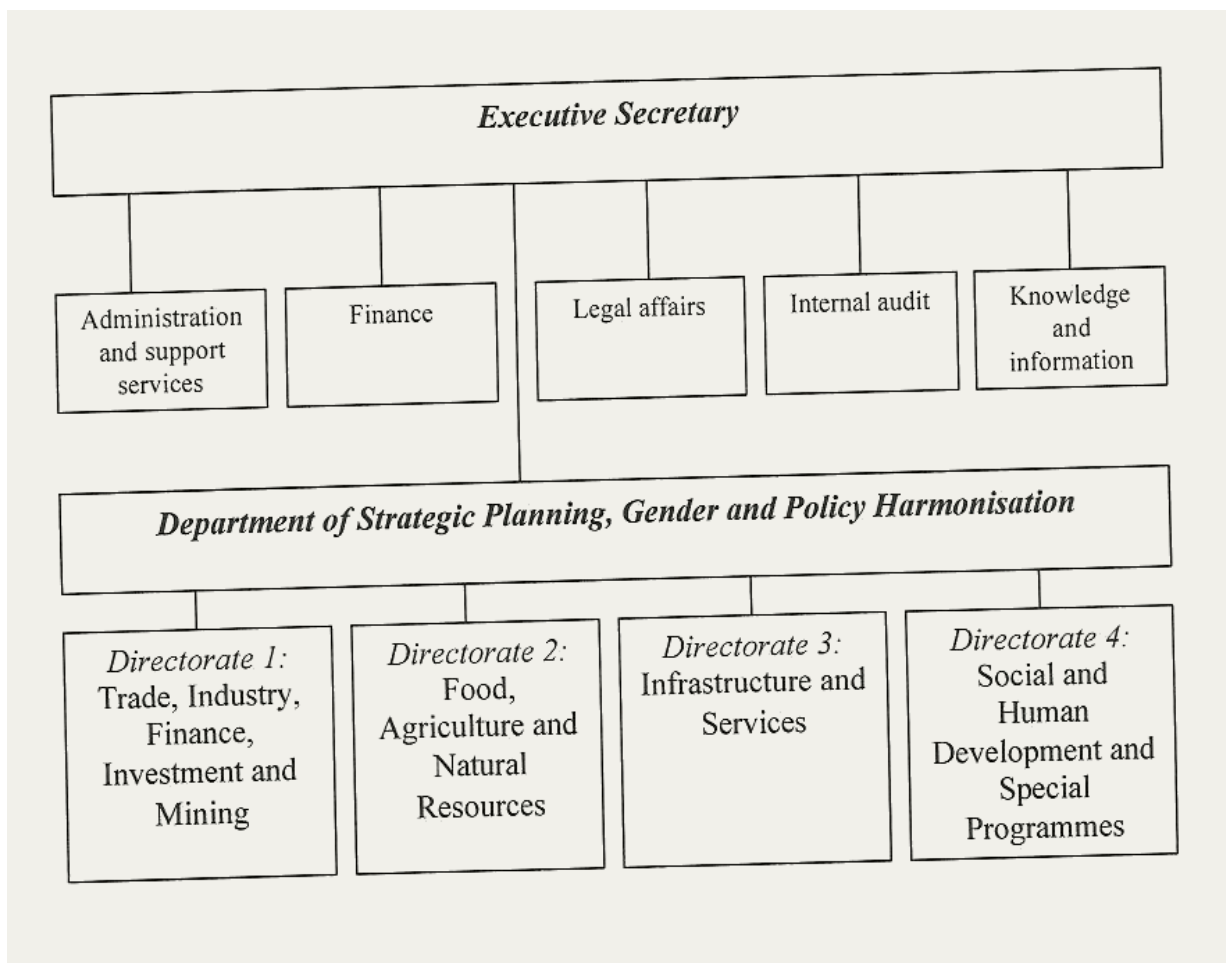 Executive Secretary
Administration
and support
services
Finance
Legal affairs
Internal audit
Knowledge
and
information
Department of Strategic Planning, Gender and Policy Harmonisation
Directorate 1:
Trade, Industry,
Finance,
Investment and
Mining
Directorate 2:
Food,
Agriculture and
Natural
Resources
Directorate 3:
Infrastructure and
Services
Directorate 4:
Social and
Human
Development and
Special
Programmes